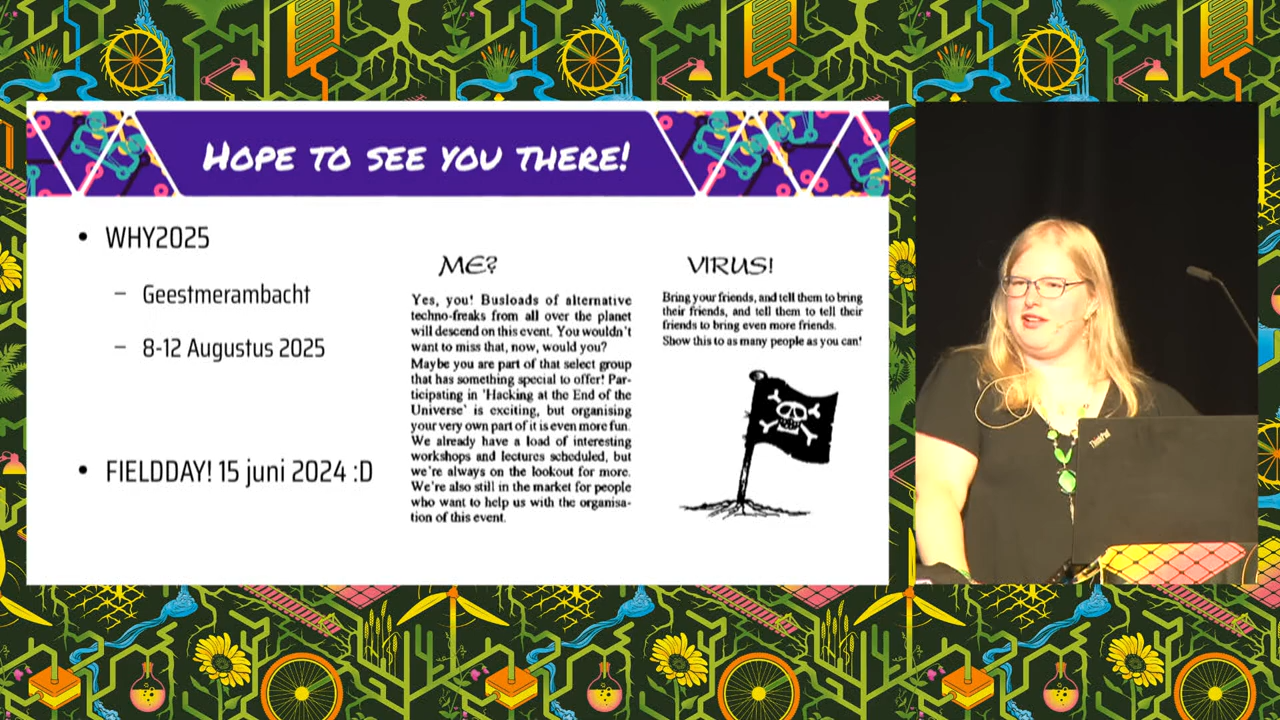 HOPE TO SEE YOU THERE!
• WHY2025
– Geestmerambacht
– 8-12 Augustus 2025
• FIELDDAY! 15 juni 2024 :D
ME?
Yes, you! Busloads of alternative
techno-freaks from all over the planet
will descend on this event. You wouldn't
want to miss that, now, would you?
Maybe you are part of that select group
that has something special to offer! Par-
ticipating in 'Hacking at the End of the
Universe' is exciting, but organising
your very own part of it is even more fun.
We already have a load of interesting
workshops and lectures scheduled, but
we're always on the lookout for more.
We're also still in the market for people
who want to help us with the organisa-
tion of this event.
VIRUS!
Bring your friends, and tell them to bring
their friends, and tell them to tell their
friends to bring even more friends.
Show this to as many people as you can!
ThinkPad